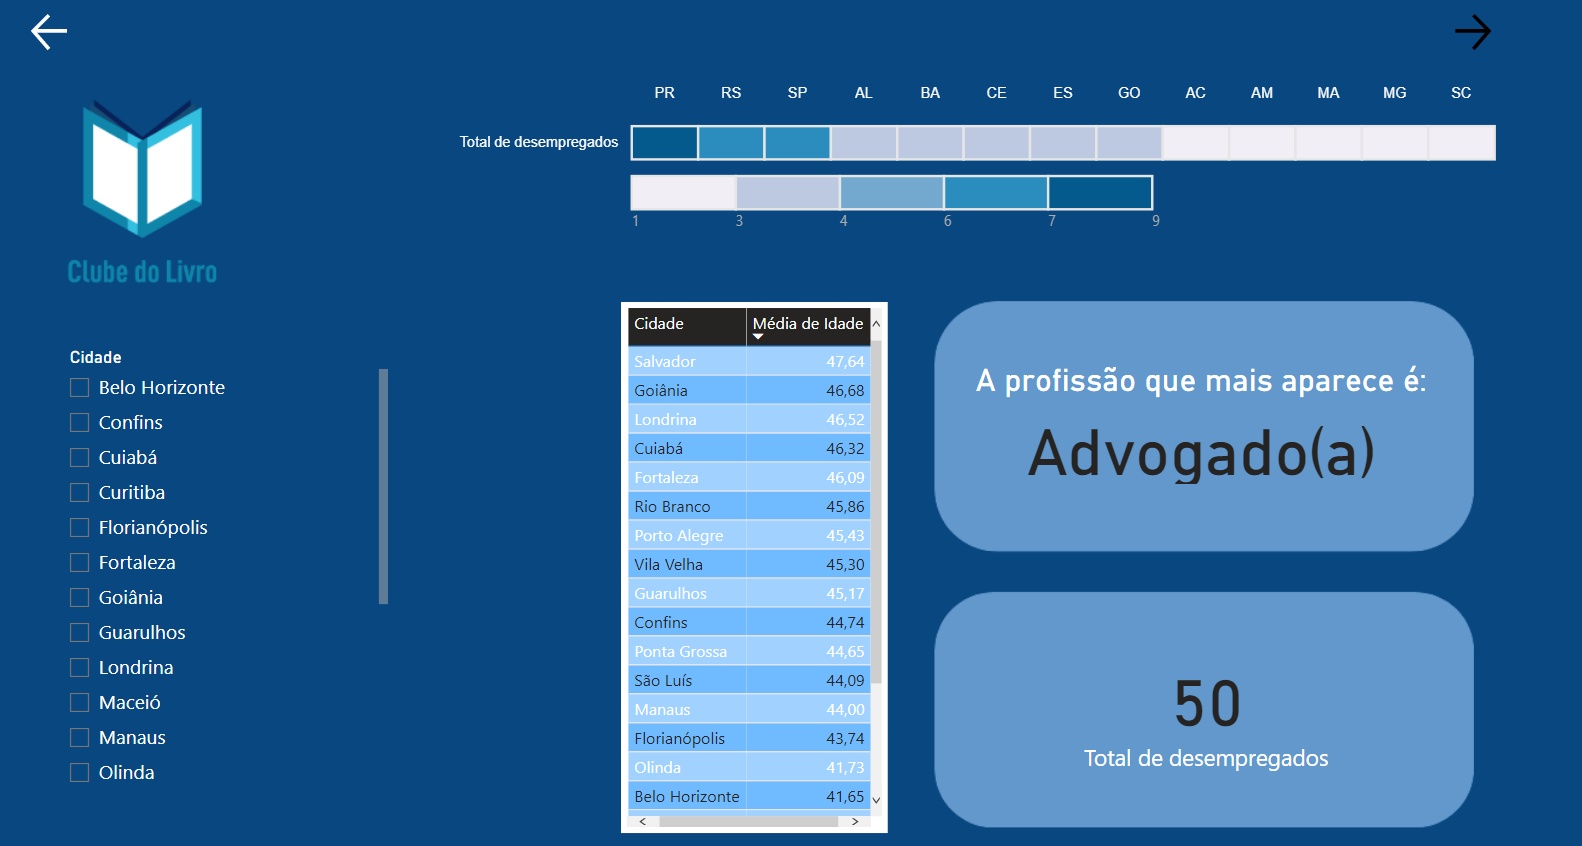 PR RS SP AL BA CE ES GO AC AM MA MG SC
Total de desempregados
1 3 4 6 7 9
Clube do Livro
Cidade
Belo Horizonte
Confins
Cuiabá
Curitiba
Florianópolis
Fortaleza
Goiânia
Guarulhos
Londrina
Maceió
Manaus
Olinda
Cidade Média de Idade
Salvador 47,64
Goiânia 46,68
Londrina 46,52
Cuiabá 46,32
Fortaleza 46,09
Rio Branco 45,86
Porto Alegre 45,43
Vila Velha 45,30
Guarulhos 45,17
Confins 44,74
Ponta Grossa 44,65
São Luís 44,09
Manaus 44,00
Florianópolis 43,74
Olinda 41,73
Belo Horizonte 41,65
A profissão que mais aparece é:
Advogado(a)
50
Total de desempregados